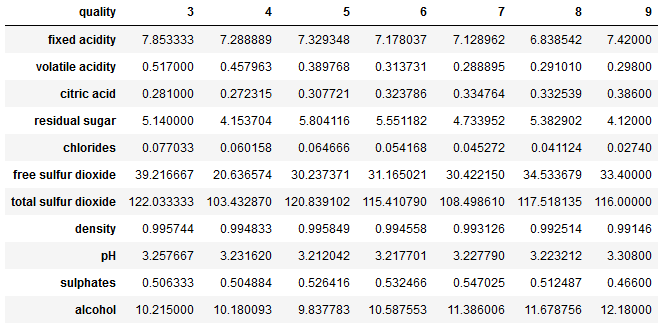 quality 3 4 5 6 7 8 9
fixed acidity 7.853333 7.288889 7.329348 7.178037 7.128962 6.838542 7.42000
volatile acidity 0.517000 0.457963 0.389768 0.313731 0.288895 0.291010 0.29800
citric acid 0.281000 0.272315 0.307721 0.323786 0.334764 0.332539 0.38600
residual sugar 5.140000 4.153704 5.804116 5.551182 4.733952 5.382902 4.12000
chlorides 0.077033 0.060158 0.064666 0.054168 0.045272 0.041124 0.02740
free sulfur dioxide 39.216667 20.636574 30.237371 31.165021 30.422150 34.533679 33.40000
total sulfur dioxide 122.033333 103.432870 120.839102 115.410790 108.498610 117.518135 116.00000
density 0.995744 0.994833 0.995849 0.994558 0.993126 0.992514 0.99146
pH 3.257667 3.231620 3.212042 3.217701 3.227790 3.223212 3.30800
sulphates 0.506333 0.504884 0.526416 0.532466 0.547025 0.512487 0.46600
alcohol 10.215000 10.180093 9.837783 10.587553 11.386006 11.678756 12.18000